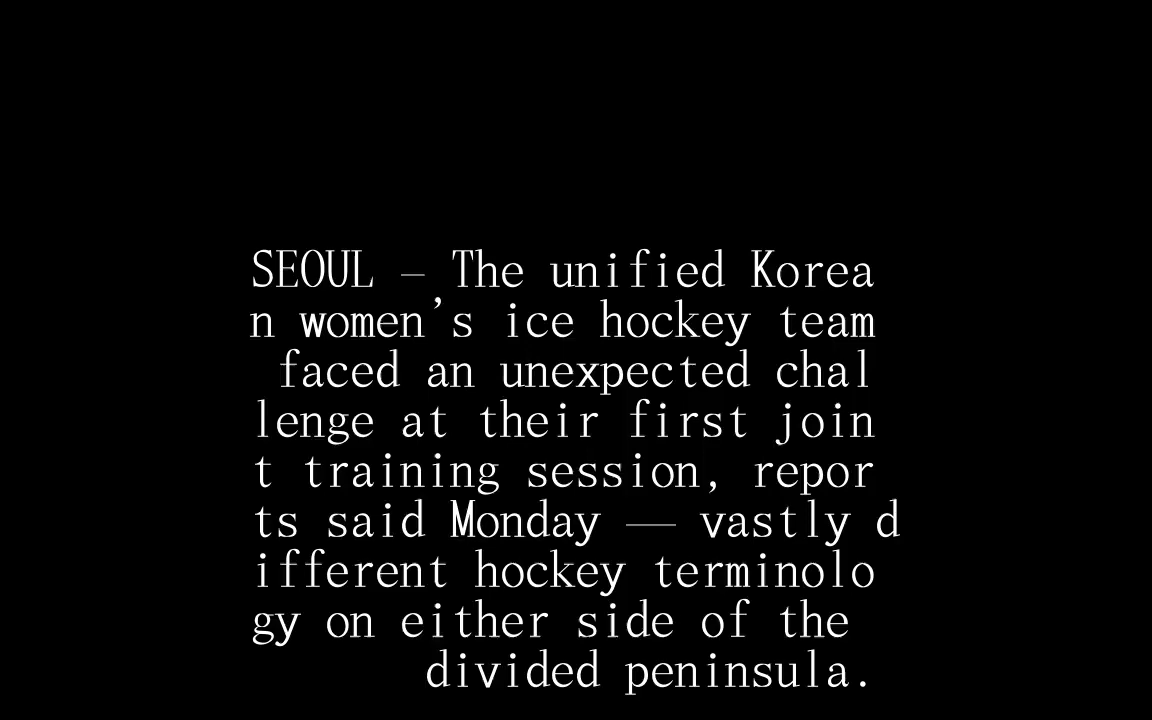 SEOUL – The unified Korea
n women’s ice hockey team
faced an unexpected chal
lenge at their first join
t training session, repor
ts said Monday — vastly d
ifferent hockey terminolo
gy on either side of the
divided peninsula.